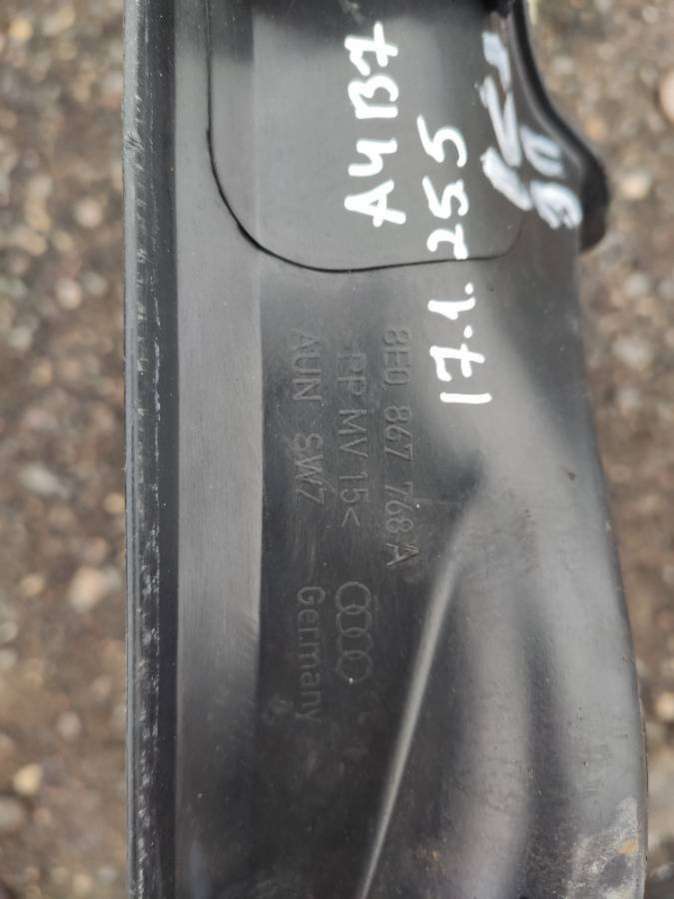 A4 B7
17.1.255
8E0 867 768 A
PP MV 15<
AUN SWZ
Germany